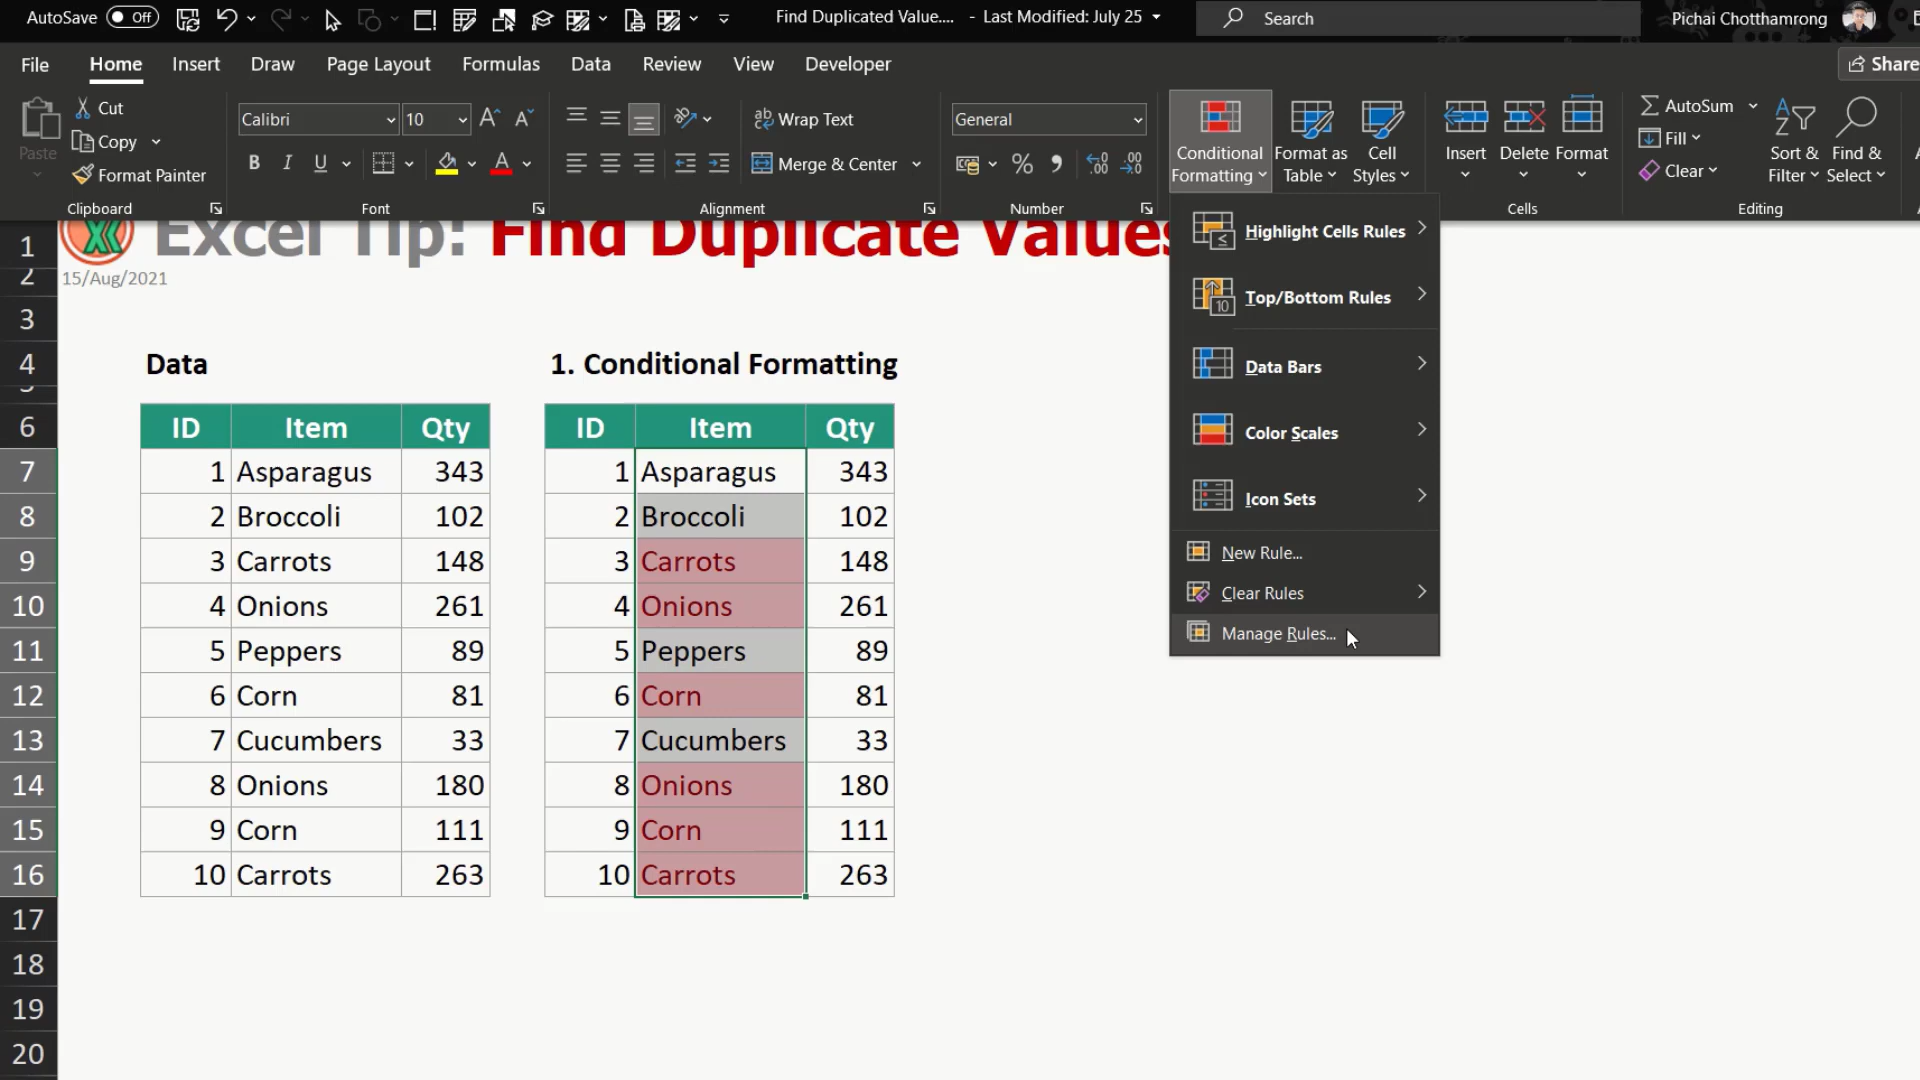 AutoSave Off Find Duplicated Value.... - Last Modified: July 25 Search Pichai Chotthamrong
File Home Insert Draw Page Layout Formulas Data Review View Developer Share
Paste Cut
Copy
Format Painter
Clipboard
Calibri 10
B I U A
Font
Wrap Text
Merge & Center
Alignment
General
%
Number
Conditional Formatting
Format as Table
Cell Styles
Insert Delete Format
Cells
AutoSum
Fill
Clear
Sort & Filter
Find & Select
Editing
Highlight Cells Rules
Top/Bottom Rules
Data Bars
Color Scales
Icon Sets
New Rule...
Clear Rules
Manage Rules...
1 Excel Tip: Find Duplicate Values
2 15/Aug/2021
3
4 Data 1. Conditional Formatting
5
6 ID Item Qty ID Item Qty
7 1 Asparagus 343 1 Asparagus 343
8 2 Broccoli 102 2 Broccoli 102
9 3 Carrots 148 3 Carrots 148
10 4 Onions 261 4 Onions 261
11 5 Peppers 89 5 Peppers 89
12 6 Corn 81 6 Corn 81
13 7 Cucumbers 33 7 Cucumbers 33
14 8 Onions 180 8 Onions 180
15 9 Corn 111 9 Corn 111
16 10 Carrots 263 10 Carrots 263
17
18
19
20